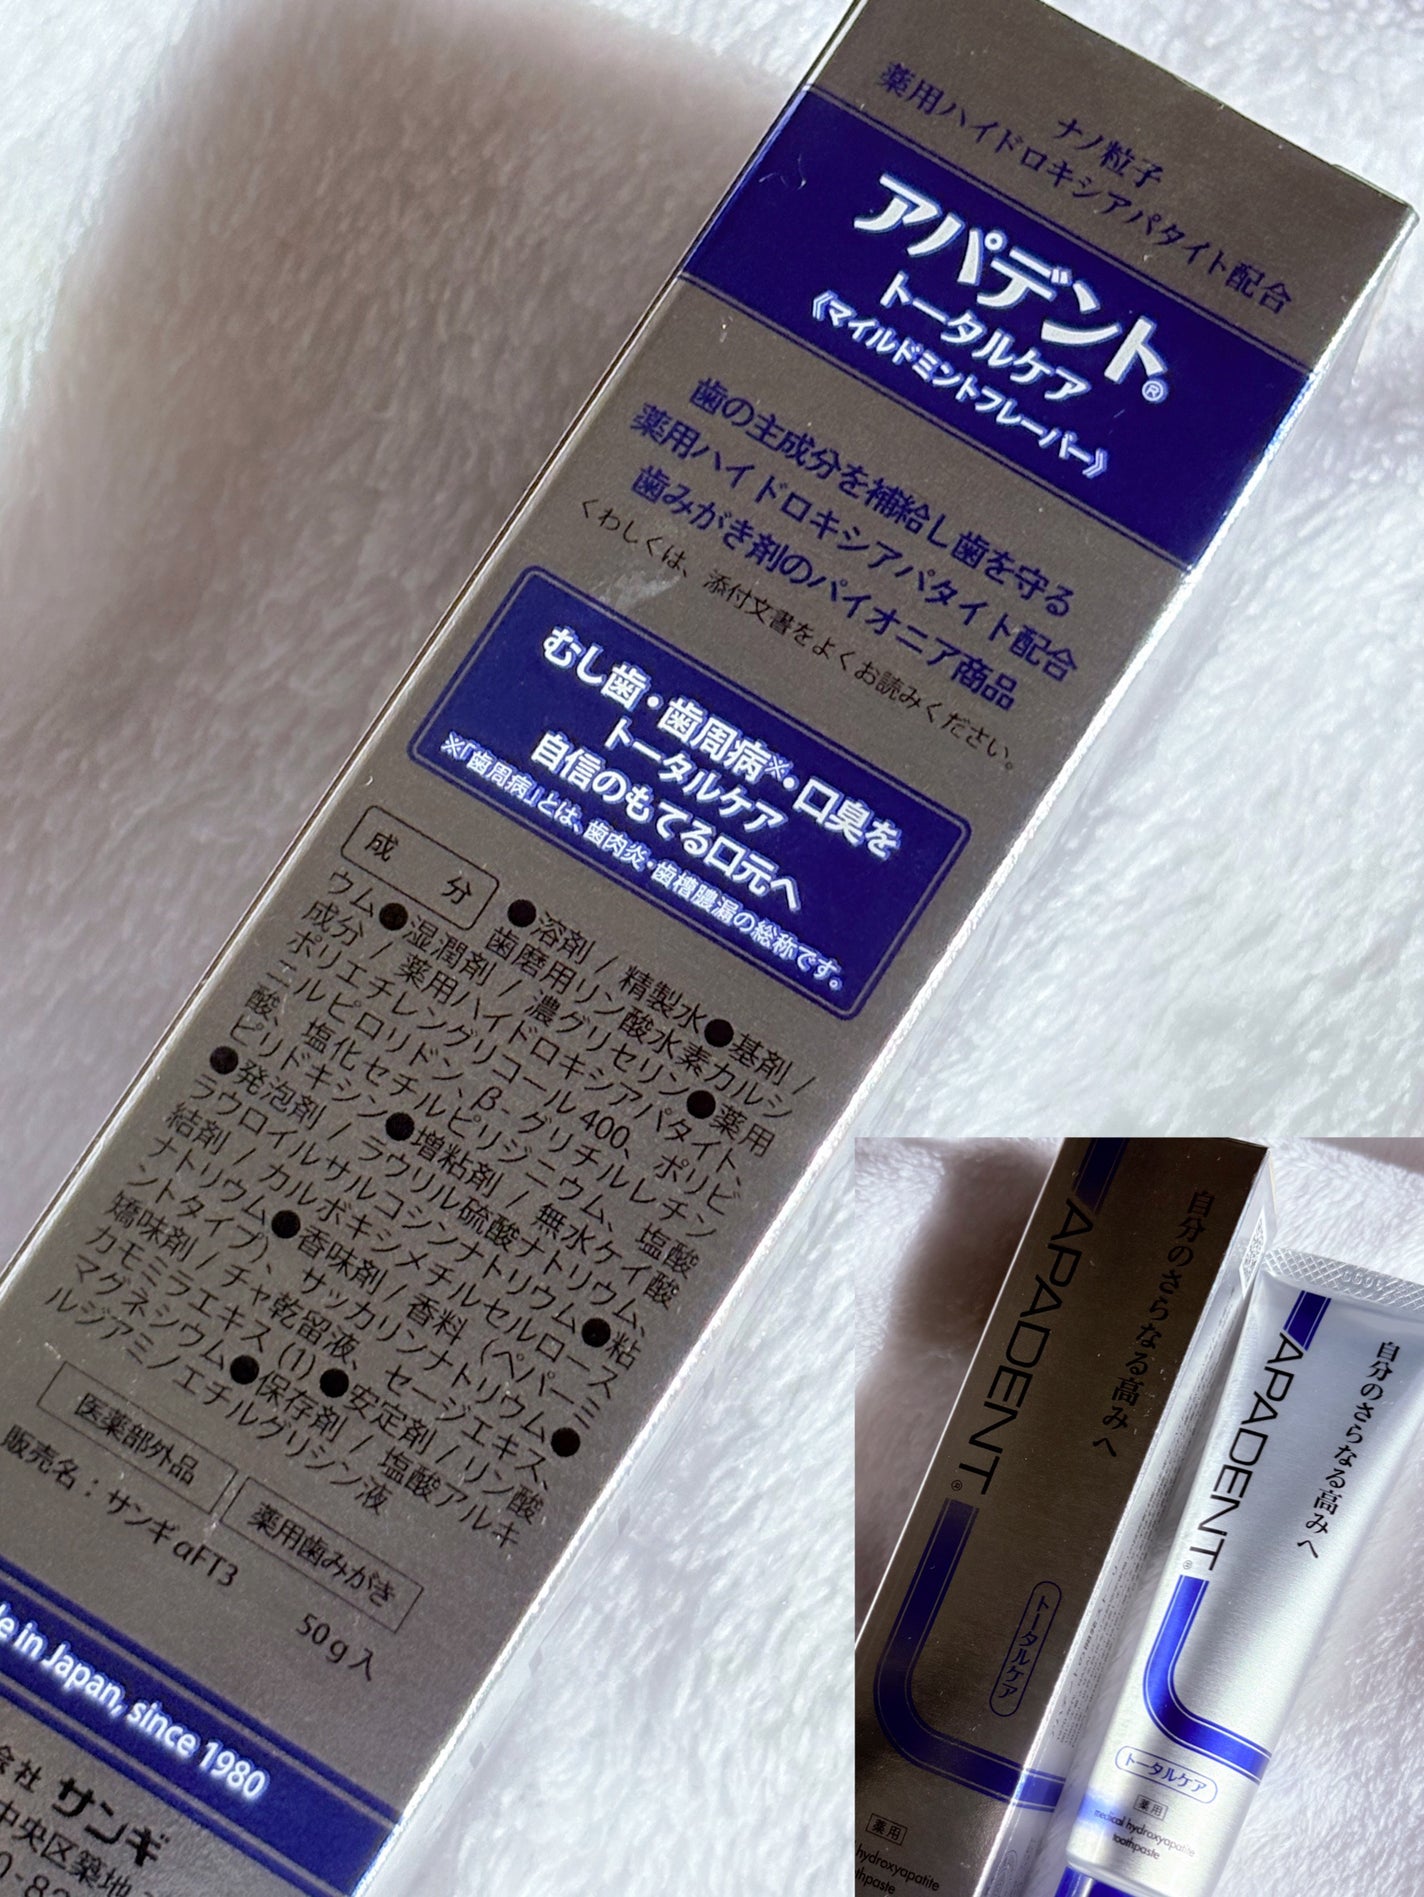 ナノ粒子
薬用ハイドロキシアパタイト配合
アパデント®
トータルケア
《マイルドミントフレーバー》
歯の主成分を補給し歯を守る
薬用ハイドロキシアパタイト配合
歯みがき剤のパイオニア商品
くわしくは、添付文書をよくお読みください。
むし歯・歯周病※・口臭を
トータルケア
自信のもてる口元へ
※「歯周病」とは、歯肉炎・歯槽膿漏の総称です。
成 分 ●溶剤 / 精製水●基剤 /
歯磨用リン酸水素カルシ
ウム●湿潤剤 / 濃グリセリン●薬用
成分 / 薬用ハイドロキシアパタイト、
ポリエチレングリコール400、ポリビ
ニルピロリドン、β-グリチルレチン
酸、塩化セチルピリジニウム、塩酸
ピリドキシン●増粘剤 / 無水ケイ酸
●発泡剤 / ラウリル硫酸ナトリウム、
ラウロイルサルコシンナトリウム●粘
結剤 / カルボキシメチルセルロース
ナトリウム●香味剤 / 香料（ペパーミ
ントタイプ）、サッカリンナトリウム●
矯味剤 / チャ乾留液、セージエキス、
カモミラエキス（1）●安定剤 / リン酸
マグネシウム●保存剤 / 塩酸アルキ
ルジアミノエチルグリシン液
医薬部外品 薬用歯みがき
販売名：サンギαFT3 50g入
in Japan, since 1980
会社 サンギ
中央区築地
自分のさらなる高みへ
APADENT®
トータルケア
薬用
hydroxyapatite
自分のさらなる高みへ
APADENT®
トータルケア
薬用
medical hydroxyapatite
toothpaste